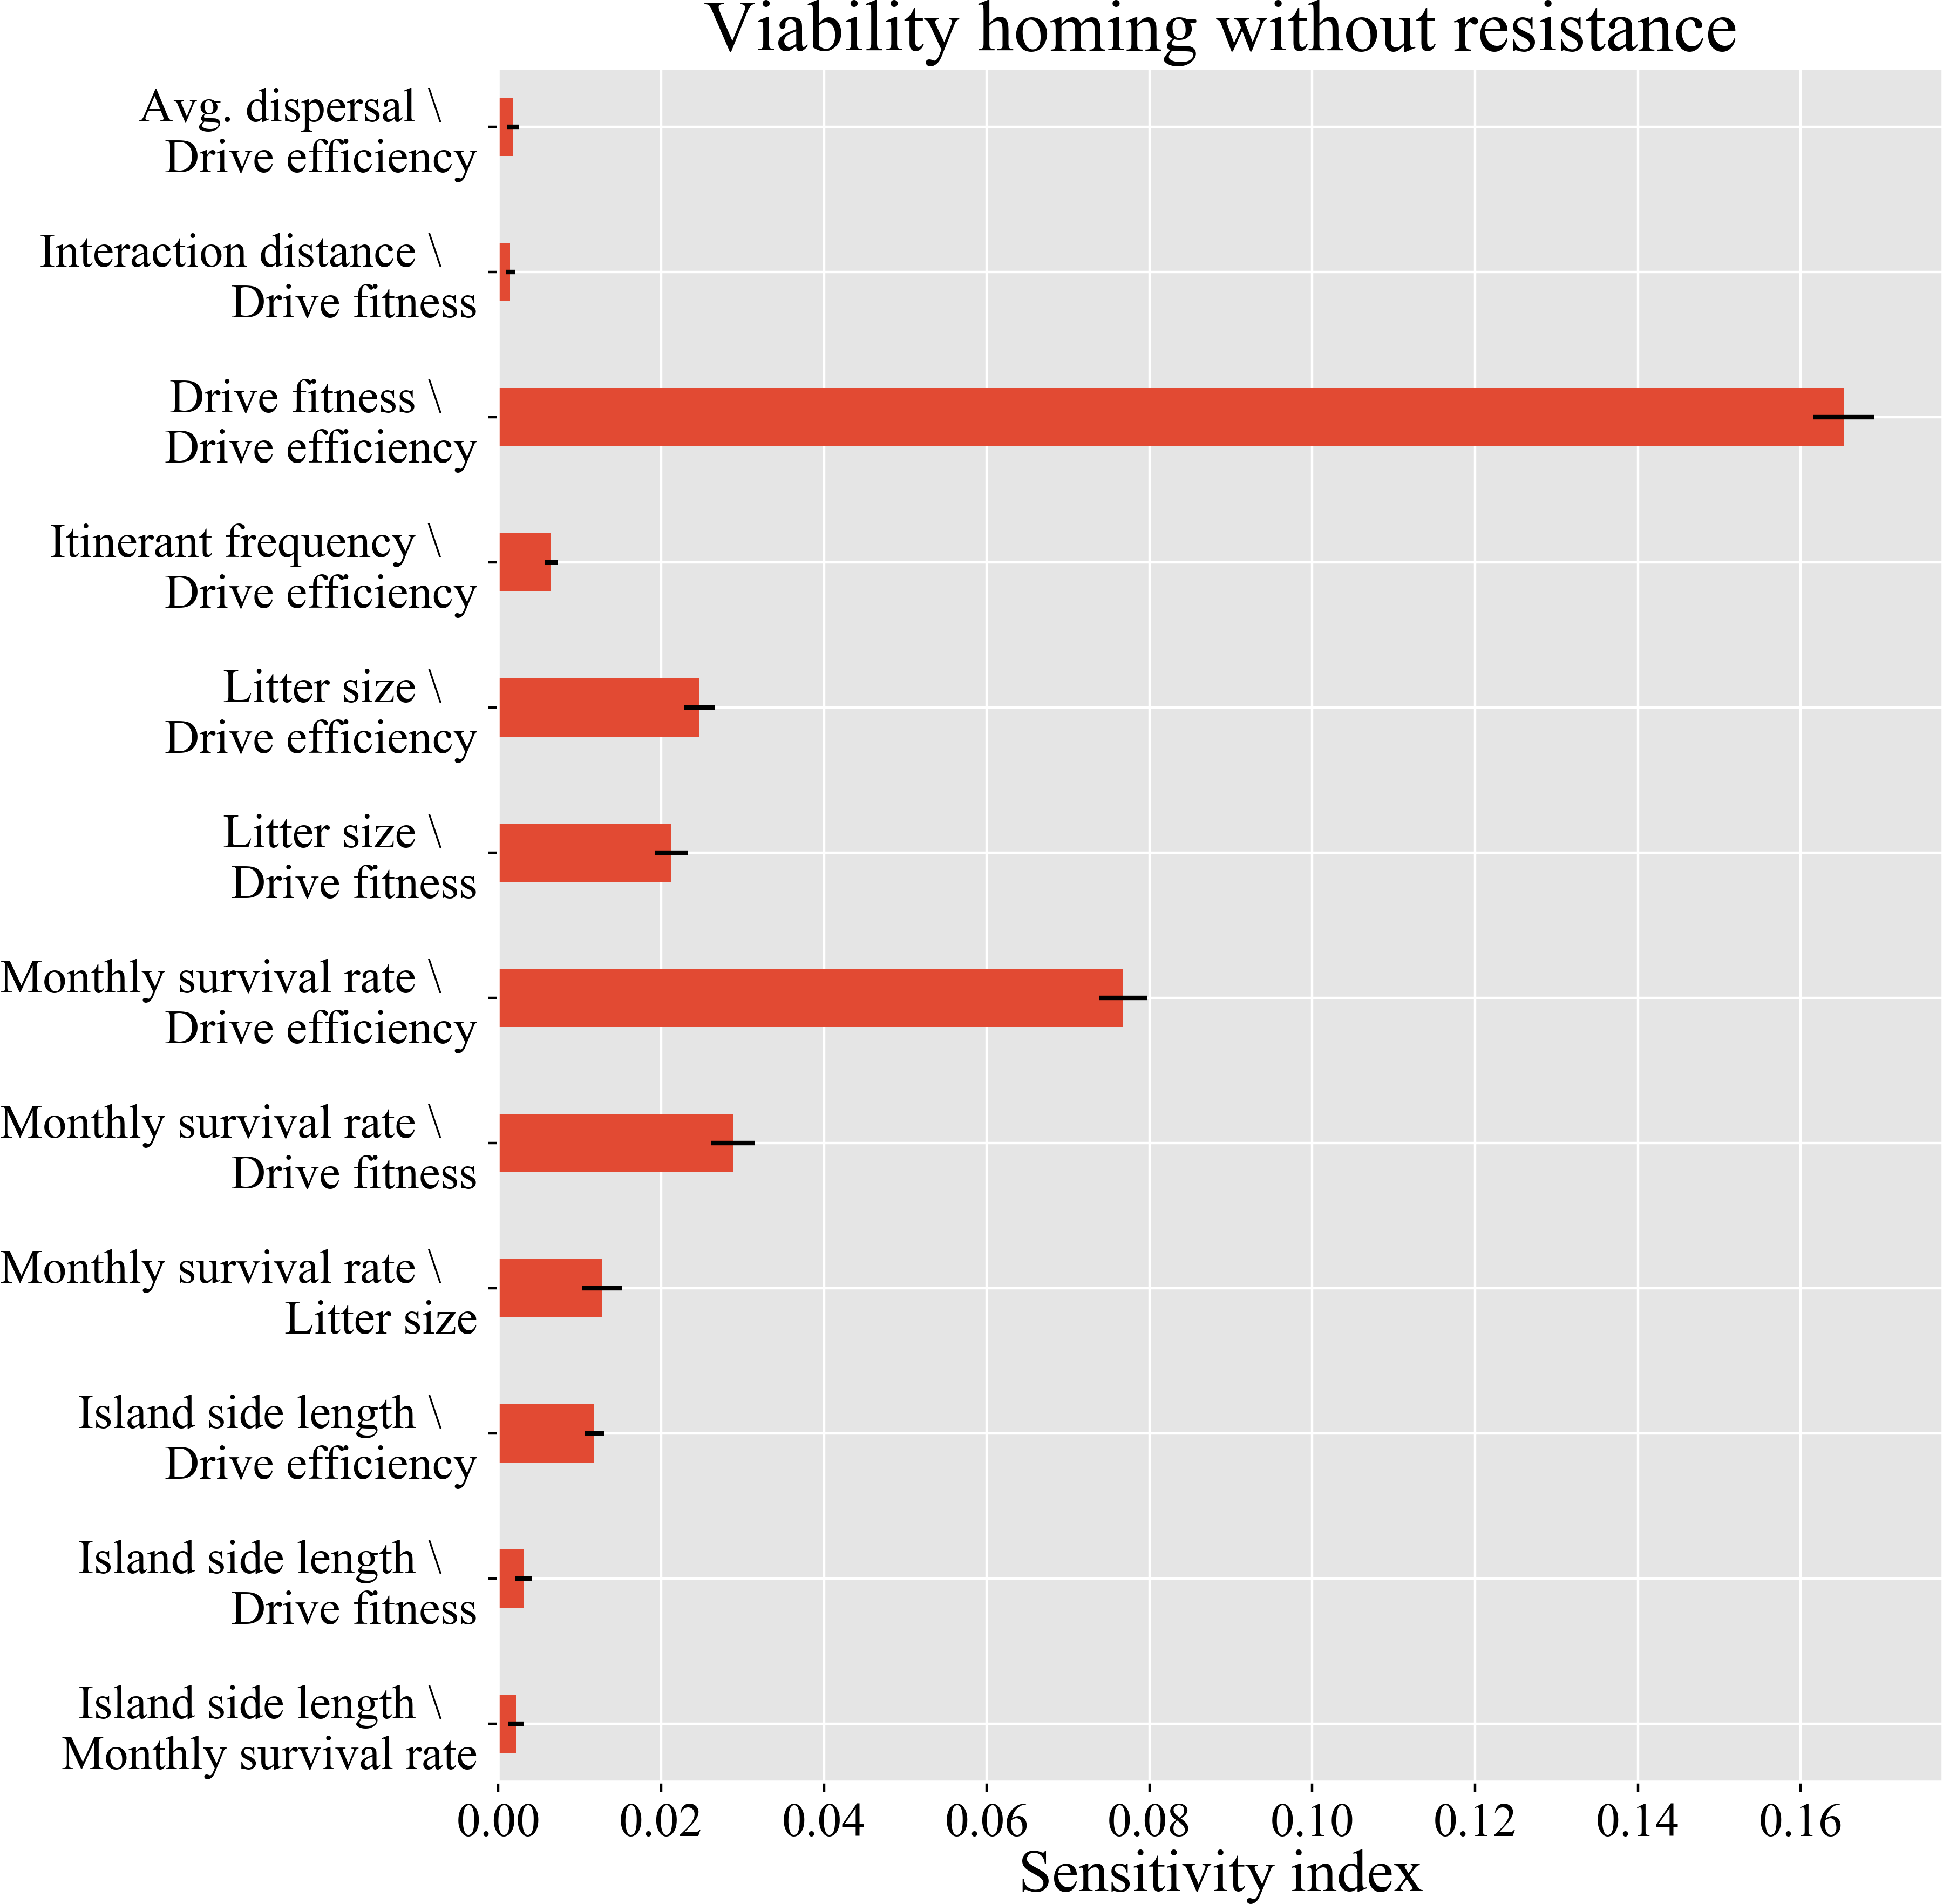 Viability homing without resistance
Avg. dispersal \
Drive efficiency
Interaction distance \
Drive fitness
Drive fitness \
Drive efficiency
Itinerant frequency \
Drive efficiency
Litter size \
Drive efficiency
Litter size \
Drive fitness
Monthly survival rate \
Drive efficiency
Monthly survival rate \
Drive fitness
Monthly survival rate \
Litter size
Island side length \
Drive efficiency
Island side length \
Drive fitness
Island side length \
Monthly survival rate
0.00 0.02 0.04 0.06 0.08 0.10 0.12 0.14 0.16
Sensitivity index